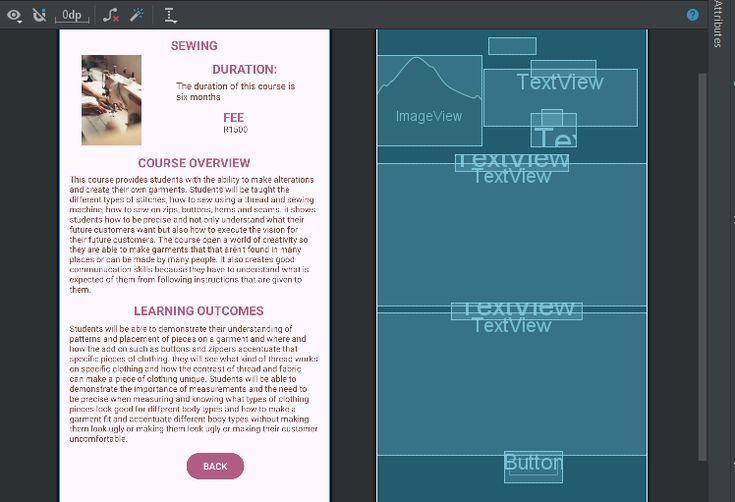 0dp
Attributes
SEWING
DURATION:
The duration of this course is
six months
FEE
R1500
COURSE OVERVIEW
This course provides students with the ability to make alterations
and create their own garments. Students will be taught the
different types of stitches, how to sew using a thread and sewing
machine, how to sew on zips, buttons, hems and seams. it shows
students how to be precise and not only understand what their
future customers want but also how to execute the vision for
their future customers. The course open a world of creativity so
they are able to make garments that that arent found in many
places or can be made by many people. It also creates good
communucation skills because they have to understand what is
expected of them from following instructions that are given to
them.
LEARNING OUTCOMES
Students will be able to demonstrate their understanding of
patterns and placement of pieces on a garment and where and
how the add on such as buttons and zippers accentuate that
specific pieces of clothing. they will see what kind of thread works
on specific clothing and how the contrast of thread and fabric
can make a piece of clothing unique. Students will be able to
demonstrate the importance of measurements and the need to
be precise when measuring and knowing what types of clothing
pieces look good for different body types and how to make a
garment fit and accentuate different body types without making
them look ugly or making them look ugly or making their customer
uncomfortable.
BACK
TextView
ImageView
Te
TextView
TextView
TextView
TextView
Button